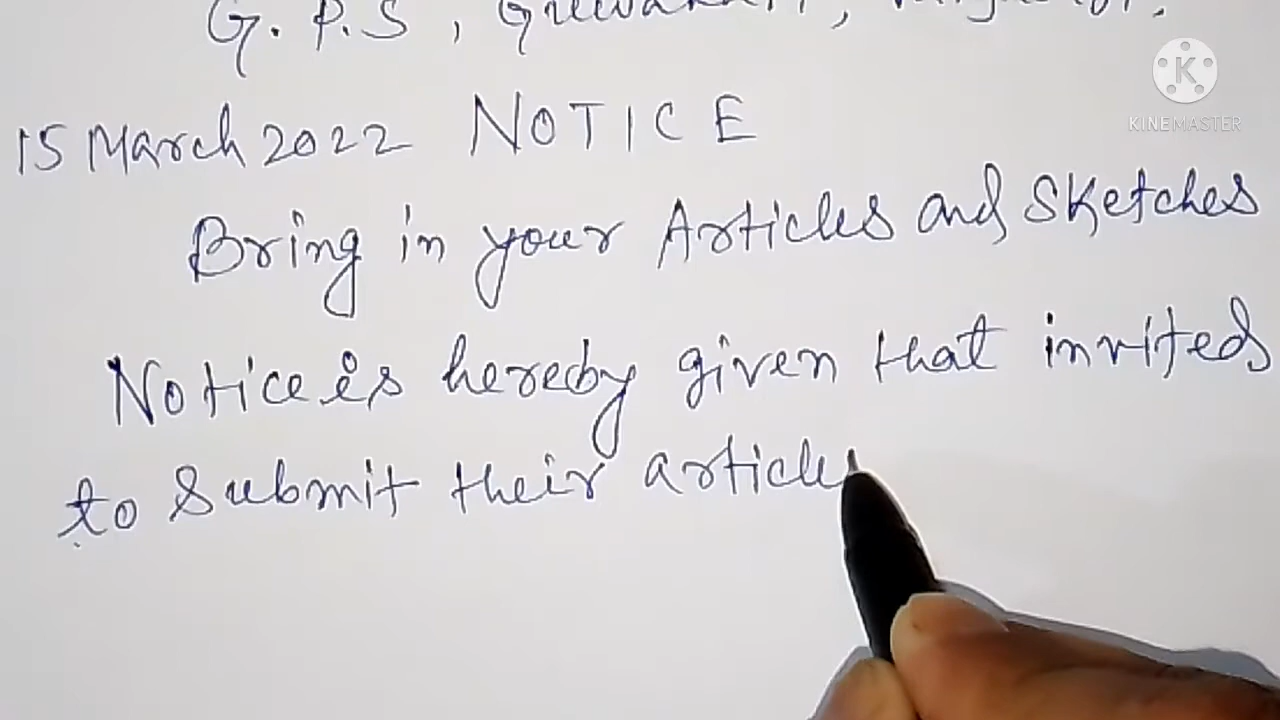 G. P. S,
15 March 2022 NOTICE
KINEMASTER
Bring in your Articles and Sketches
Notice is hereby given that invited
to Submit their article